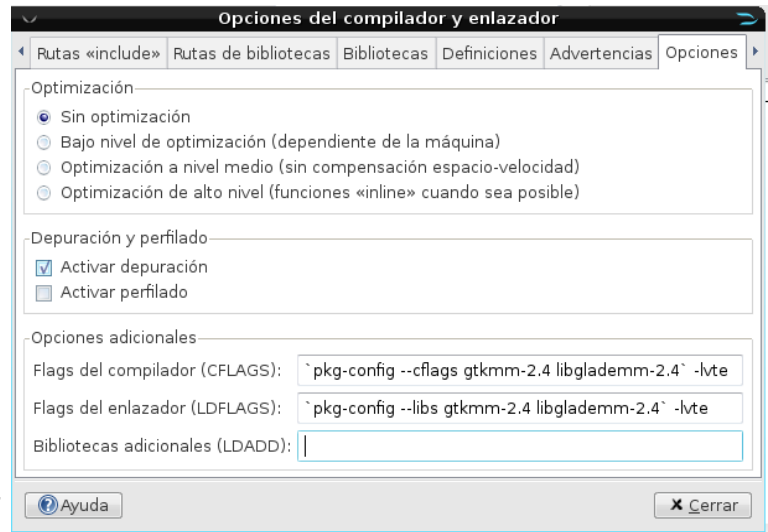 Opciones del compilador y enlazador
Rutas «include» Rutas de bibliotecas Bibliotecas Definiciones Advertencias Opciones
Optimización
Sin optimización
Bajo nivel de optimización (dependiente de la máquina)
Optimización a nivel medio (sin compensación espacio-velocidad)
Optimización de alto nivel (funciones «inline» cuando sea posible)
Depuración y perfilado
Activar depuración
Activar perfilado
Opciones adicionales
Flags del compilador (CFLAGS): `pkg-config --cflags gtkmm-2.4 libglademm-2.4` -lvte
Flags del enlazador (LDFLAGS): `pkg-config --libs gtkmm-2.4 libglademm-2.4` -lvte
Bibliotecas adicionales (LDADD):
Ayuda Cerrar